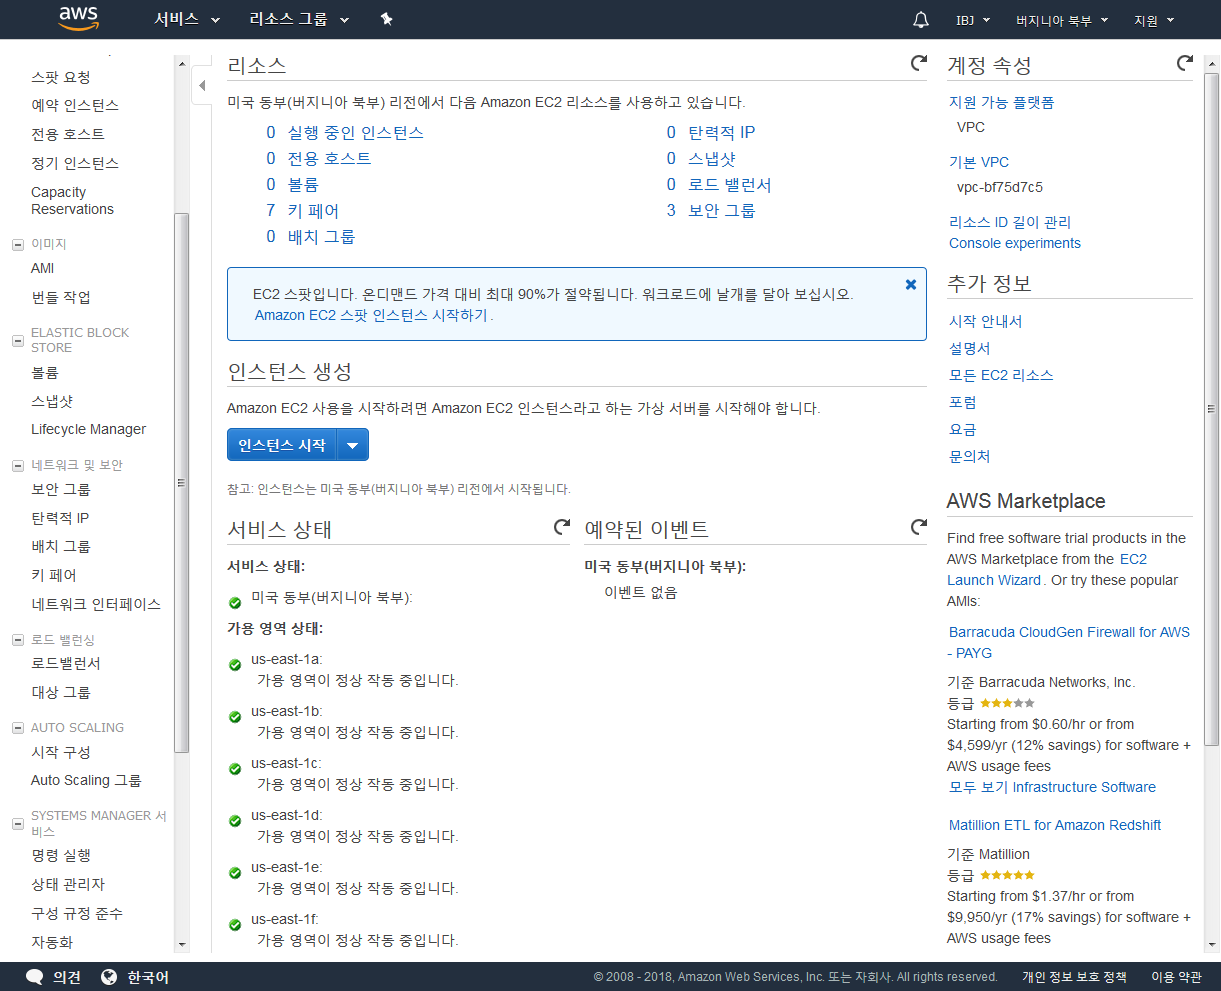 aws
서비스
리소스 그룹
IBJ
버지니아 북부
지원
스팟 요청
예약 인스턴스
전용 호스트
정기 인스턴스
Capacity
Reservations
이미지
AMI
번들 작업
ELASTIC BLOCK
STORE
볼륨
스냅샷
Lifecycle Manager
네트워크 및 보안
보안 그룹
탄력적 IP
배치 그룹
키 페어
네트워크 인터페이스
로드 밸런싱
로드밸런서
대상 그룹
AUTO SCALING
시작 구성
Auto Scaling 그룹
SYSTEMS MANAGER 서
비스
명령 실행
상태 관리자
구성 규정 준수
자동화
리소스
미국 동부(버지니아 북부) 리전에서 다음 Amazon EC2 리소스를 사용하고 있습니다.
0 실행 중인 인스턴스
0 탄력적 IP
0 전용 호스트
0 스냅샷
0 볼륨
0 로드 밸런서
7 키 페어
3 보안 그룹
0 배치 그룹
EC2 스팟입니다. 온디맨드 가격 대비 최대 90%가 절약됩니다. 워크로드에 날개를 달아 보십시오.
Amazon EC2 스팟 인스턴스 시작하기.
인스턴스 생성
Amazon EC2 사용을 시작하려면 Amazon EC2 인스턴스라고 하는 가상 서버를 시작해야 합니다.
인스턴스 시작
참고: 인스턴스는 미국 동부(버지니아 북부) 리전에서 시작됩니다.
서비스 상태
서비스 상태:
미국 동부(버지니아 북부):
가용 영역 상태:
us-east-1a:
가용 영역이 정상 작동 중입니다.
us-east-1b:
가용 영역이 정상 작동 중입니다.
us-east-1c:
가용 영역이 정상 작동 중입니다.
us-east-1d:
가용 영역이 정상 작동 중입니다.
us-east-1e:
가용 영역이 정상 작동 중입니다.
us-east-1f:
가용 영역이 정상 작동 중입니다.
예약된 이벤트
미국 동부(버지니아 북부):
이벤트 없음
계정 속성
지원 가능 플랫폼
VPC
기본 VPC
vpc-bf75d7c5
리소스 ID 길이 관리
Console experiments
추가 정보
시작 안내서
설명서
모든 EC2 리소스
포럼
요금
문의처
AWS Marketplace
Find free software trial products in the
AWS Marketplace from the EC2
Launch Wizard. Or try these popular
AMIs:
Barracuda CloudGen Firewall for AWS
- PAYG
기준 Barracuda Networks, Inc.
등급
Starting from $0.60/hr or from
$4,599/yr (12% savings) for software +
AWS usage fees
모두 보기 Infrastructure Software
Matillion ETL for Amazon Redshift
기준 Matillion
등급
Starting from $1.37/hr or from
$9,950/yr (17% savings) for software +
AWS usage fees
의견
한국어
© 2008 - 2018, Amazon Web Services, Inc. 또는 자회사. All rights reserved.
개인 정보 보호 정책
이용 약관